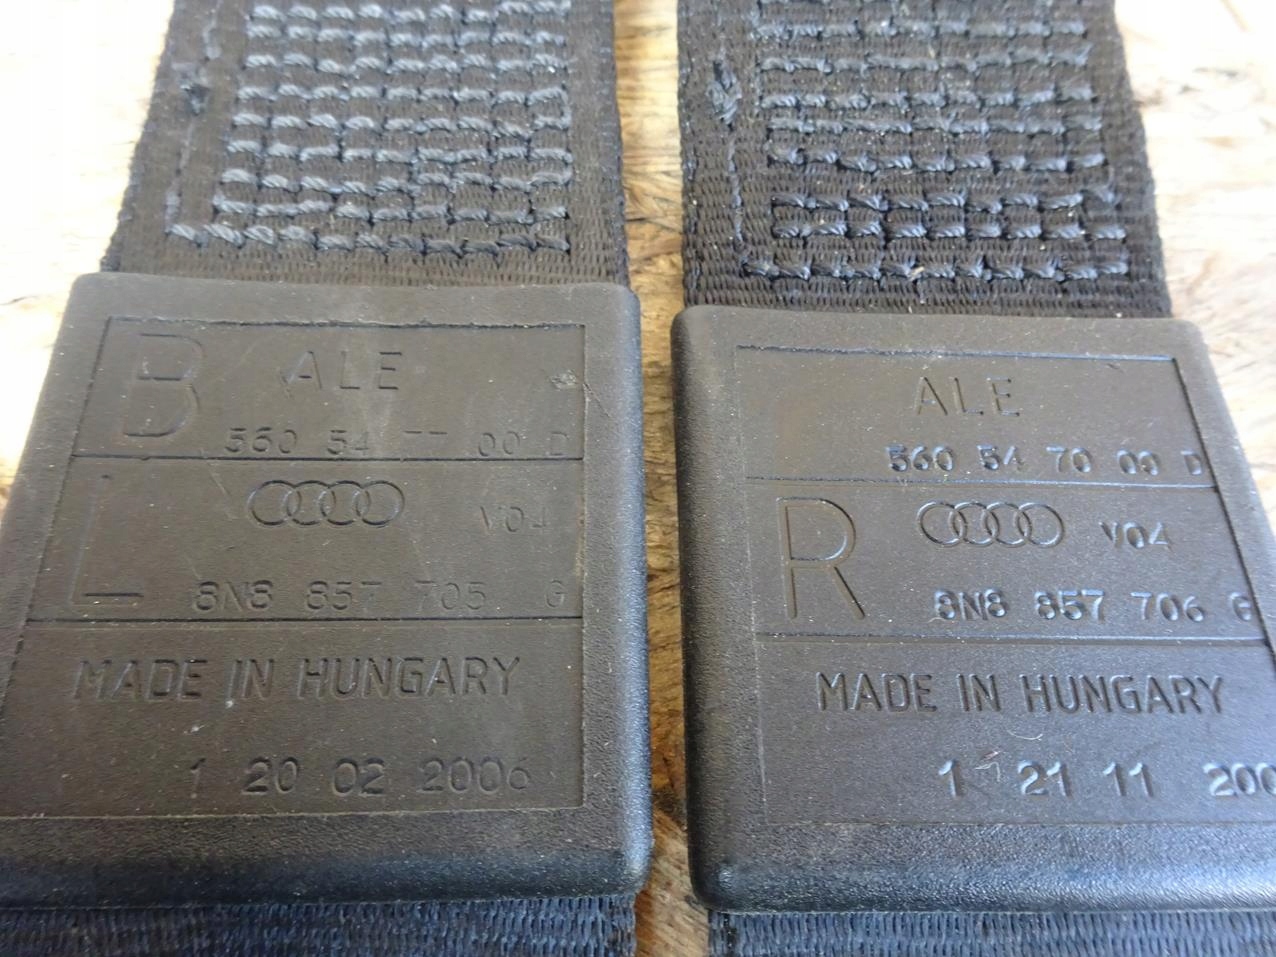 B ALE
560 54 77 00 D
L V04
8N8 857 705 G
MADE IN HUNGARY
1 20 02 2006
ALE
560 54 70 00 D
R V04
8N8 857 706 G
MADE IN HUNGARY
1 21 11